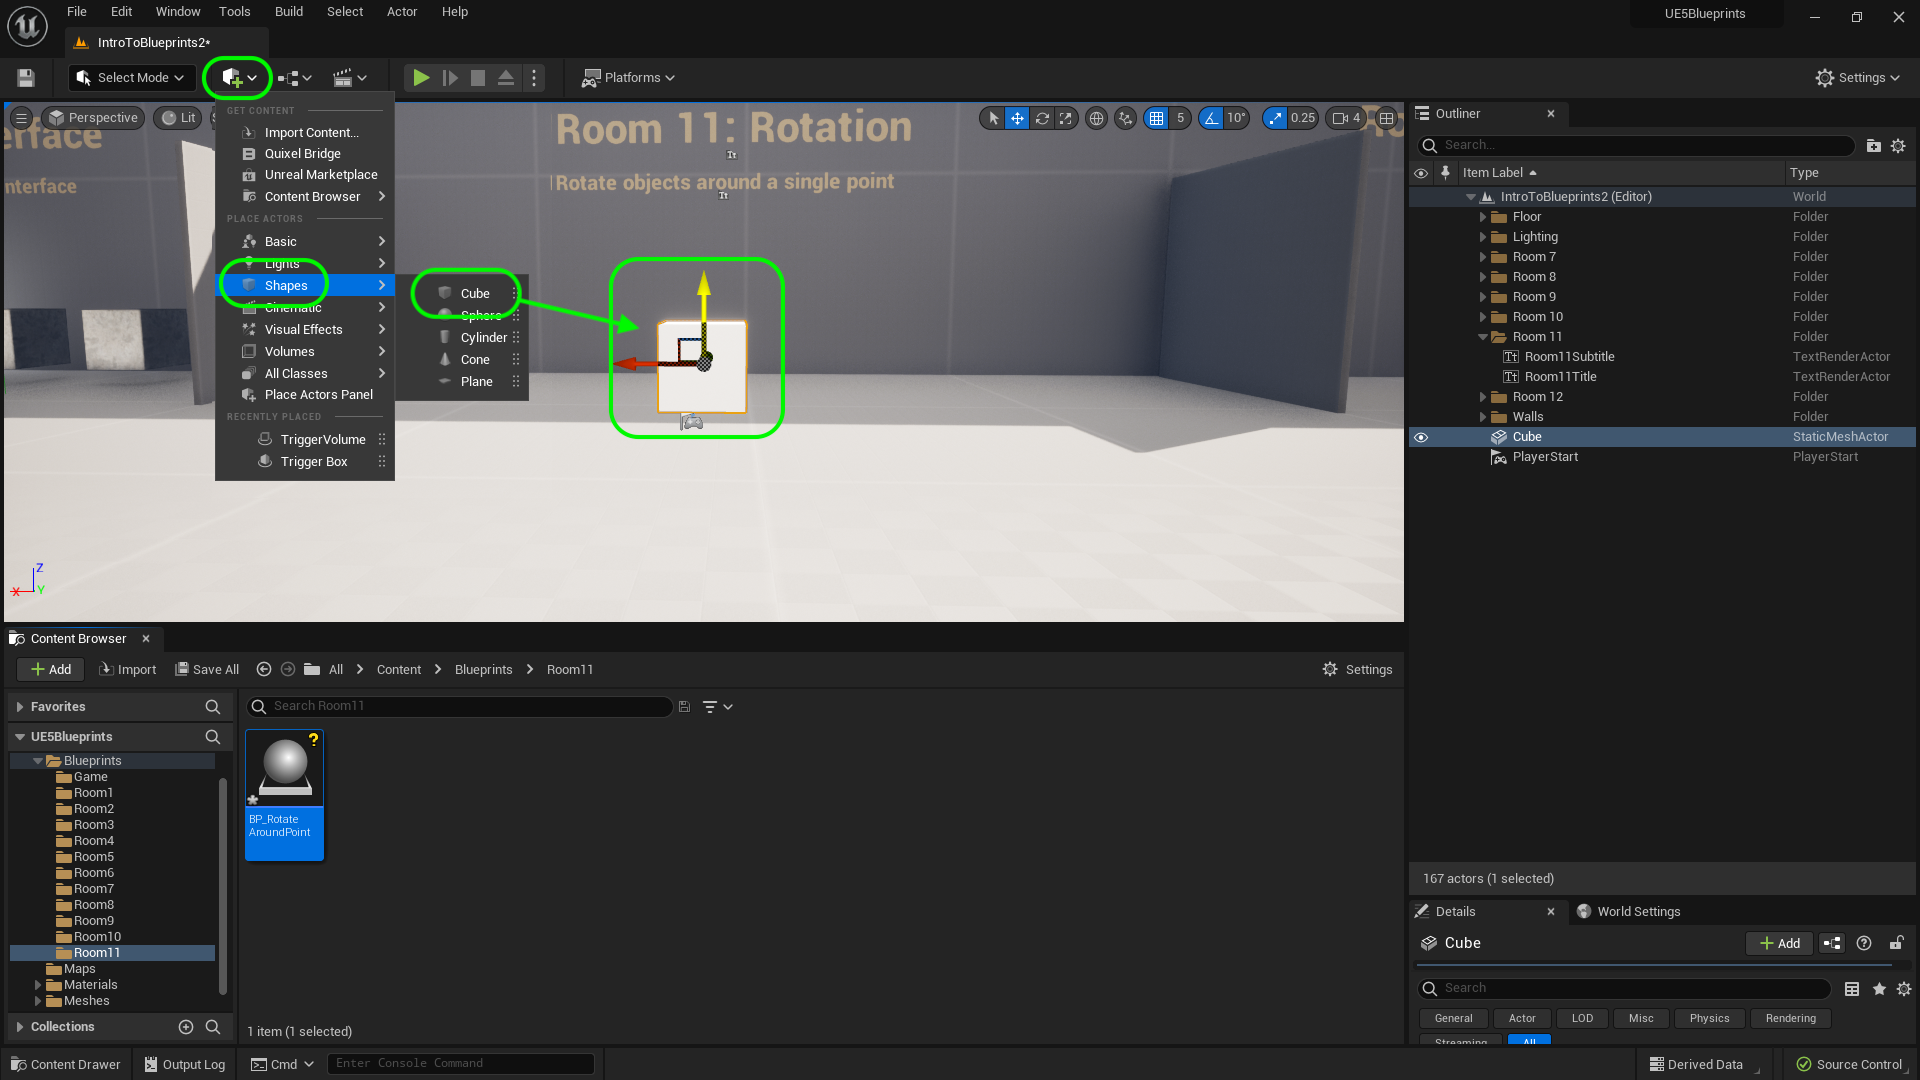 File Edit Window Tools Build Select Actor Help
UE5Blueprints
IntroToBlueprints2*
Select Mode
Platforms
Settings
Perspective
Lit
5
10°
0.25
4
GET CONTENT
Import Content...
Quixel Bridge
Unreal Marketplace
Content Browser
PLACE ACTORS
Basic
Lights
Shapes
Cinematic
Visual Effects
Volumes
All Classes
Place Actors Panel
RECENTLY PLACED
TriggerVolume
Trigger Box
Cube
Sphere
Cylinder
Cone
Plane
erface
nterface
Room 11: Rotation
Rotate objects around a single point
Z
X
Y
Outliner
Search...
Item Label Type
IntroToBlueprints2 (Editor) World
Floor Folder
Lighting Folder
Room 7 Folder
Room 8 Folder
Room 9 Folder
Room 10 Folder
Room 11 Folder
Room11Subtitle TextRenderActor
Room11Title TextRenderActor
Room 12 Folder
Walls Folder
Cube StaticMeshActor
PlayerStart PlayerStart
167 actors (1 selected)
Details
World Settings
Cube
Add
Search
General Actor LOD Misc Physics Rendering
Streaming All
Content Browser
Add Import Save All All Content Blueprints Room11 Settings
Favorites
UE5Blueprints
Blueprints
Game
Room1
Room2
Room3
Room4
Room5
Room6
Room7
Room8
Room9
Room10
Room11
Maps
Materials
Meshes
Collections
Search Room11
?
BP_Rotate
AroundPoint
1 item (1 selected)
Content Drawer Output Log Cmd Enter Console Command Derived Data Source Control